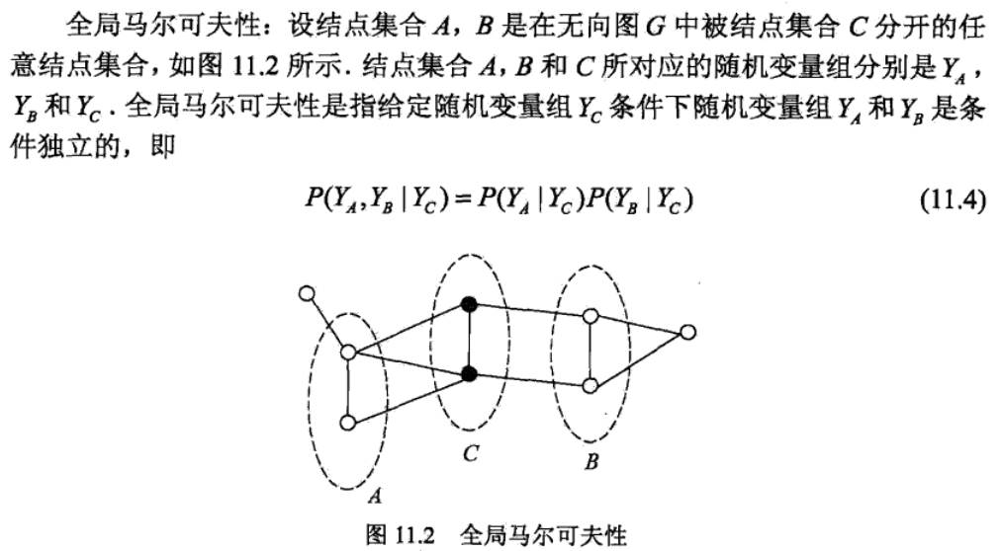 全局马尔可夫性：设结点集合 A，B 是在无向图 G 中被结点集合 C 分开的任
意结点集合，如图 11.2 所示．结点集合 A，B 和 C 所对应的随机变量组分别是 Y_A，
Y_B 和 Y_C．全局马尔可夫性是指给定随机变量组 Y_C 条件下随机变量组 Y_A 和 Y_B 是条
件独立的，即
P(Y_A,Y_B|Y_C)=P(Y_A|Y_C)P(Y_B|Y_C) (11.4)
C
B
A
图 11.2 全局马尔可夫性